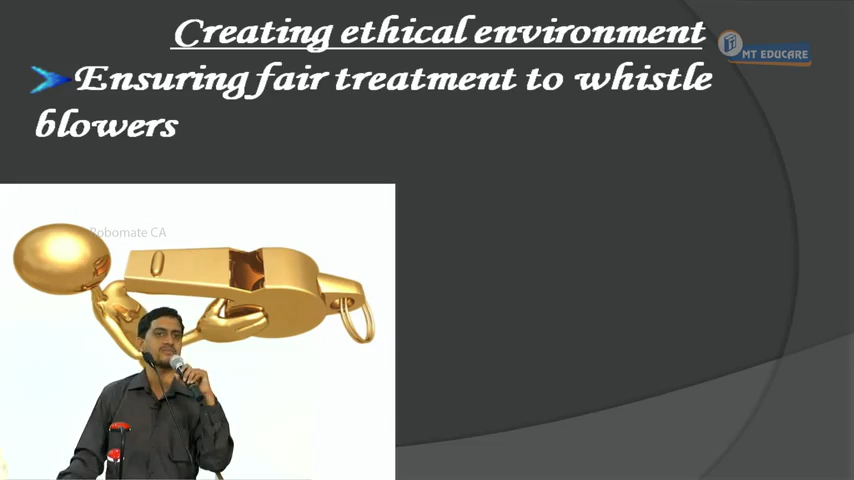 Creating ethical environment
MT EDUCARE
Ensuring fair treatment to whistle
blowers
Robomate CA